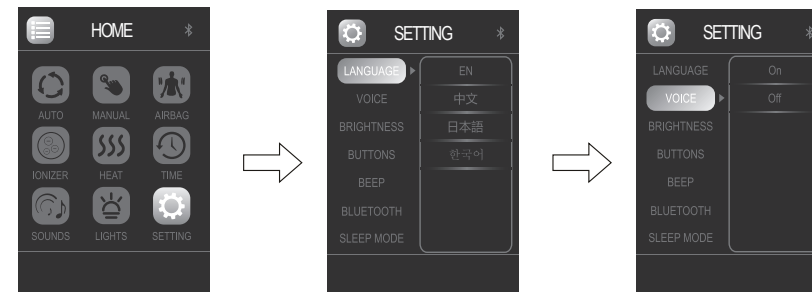 HOME
AUTO MANUAL AIRBAG
IONIZER HEAT TIME
SOUNDS LIGHTS SETTING
SETTING
LANGUAGE EN
VOICE 中文
BRIGHTNESS 日本語
BUTTONS 한국어
BEEP
BLUETOOTH
SLEEP MODE
SETTING
LANGUAGE On
VOICE Off
BRIGHTNESS
BUTTONS
BEEP
BLUETOOTH
SLEEP MODE